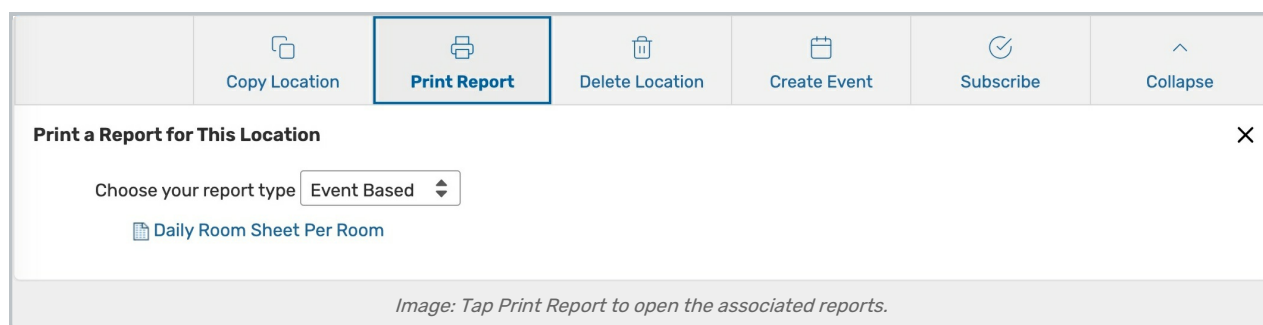 Copy Location
Print Report
Delete Location
Create Event
Subscribe
Collapse
Print a Report for This Location
Choose your report type Event Based
Daily Room Sheet Per Room
Image: Tap Print Report to open the associated reports.